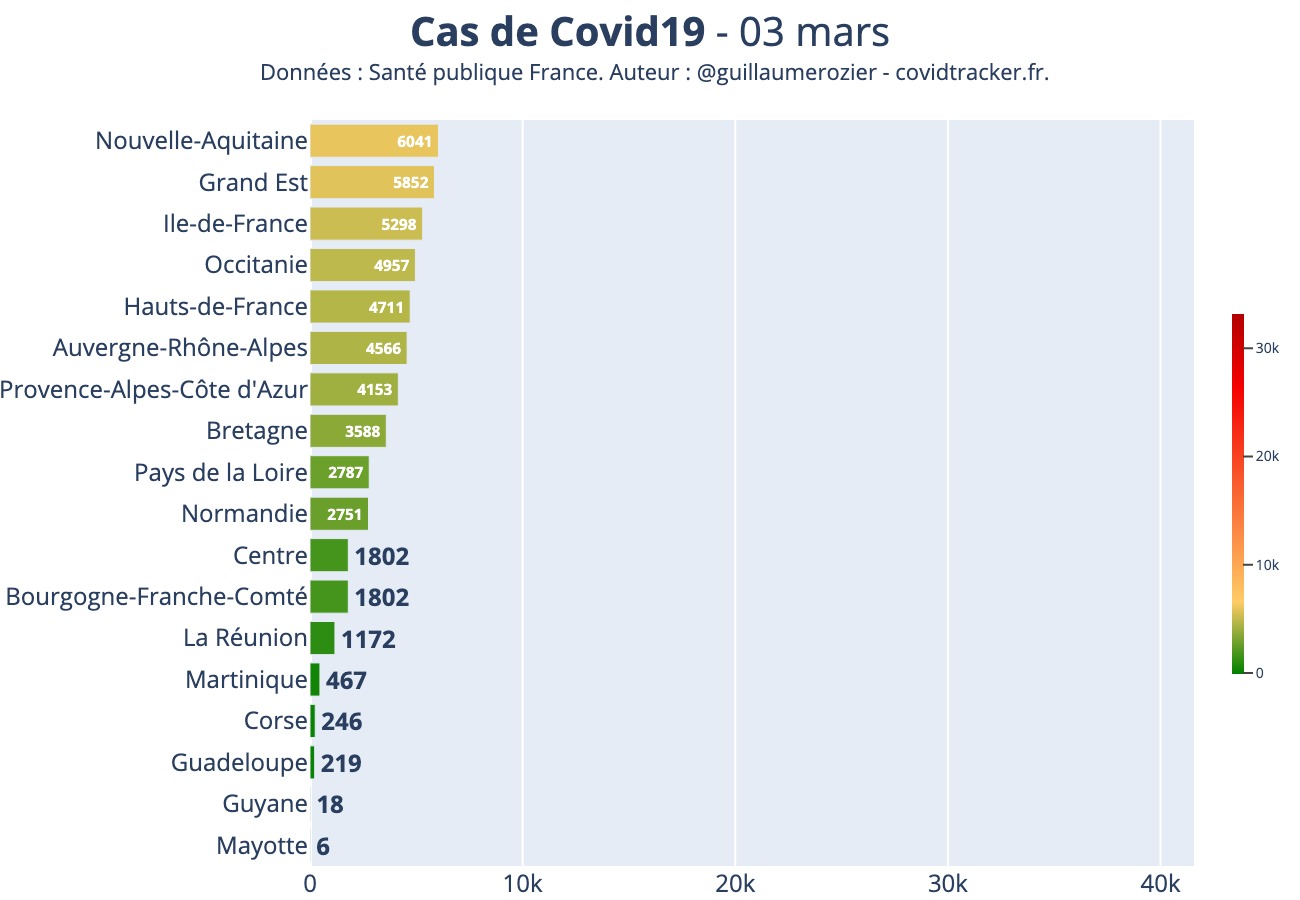 Cas de Covid19 - 03 mars
Données : Santé publique France. Auteur : @guillaumerozier - covidtracker.fr.
Nouvelle-Aquitaine 6041
Grand Est 5852
Ile-de-France 5298
Occitanie 4957
Hauts-de-France 4711
Auvergne-Rhône-Alpes 4566
Provence-Alpes-Côte d'Azur 4153
Bretagne 3588
Pays de la Loire 2787
Normandie 2751
Centre 1802
Bourgogne-Franche-Comté 1802
La Réunion 1172
Martinique 467
Corse 246
Guadeloupe 219
Guyane 18
Mayotte 6
0 10k 20k 30k 40k
30k
20k
10k
0